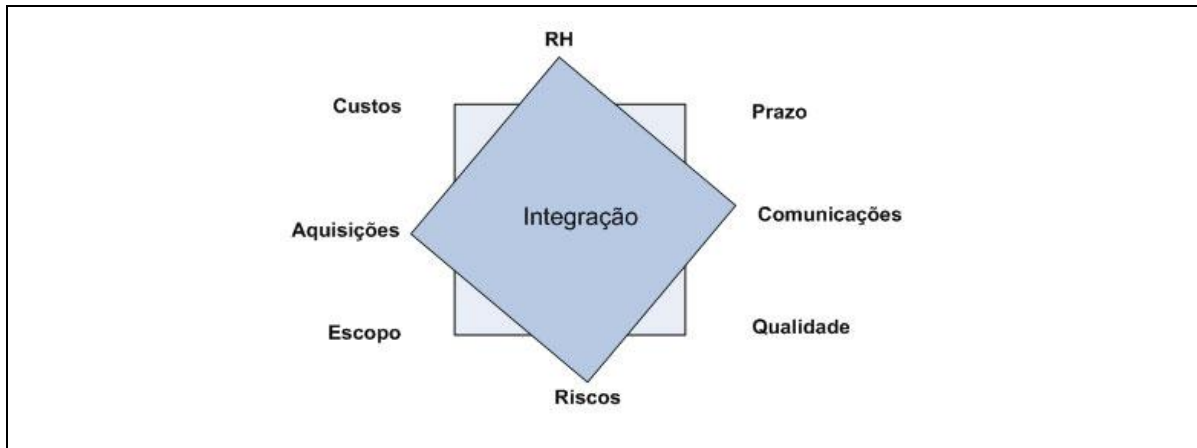 RH
Custos
Prazo
Comunicações
Integração
Aquisições
Escopo
Qualidade
Riscos